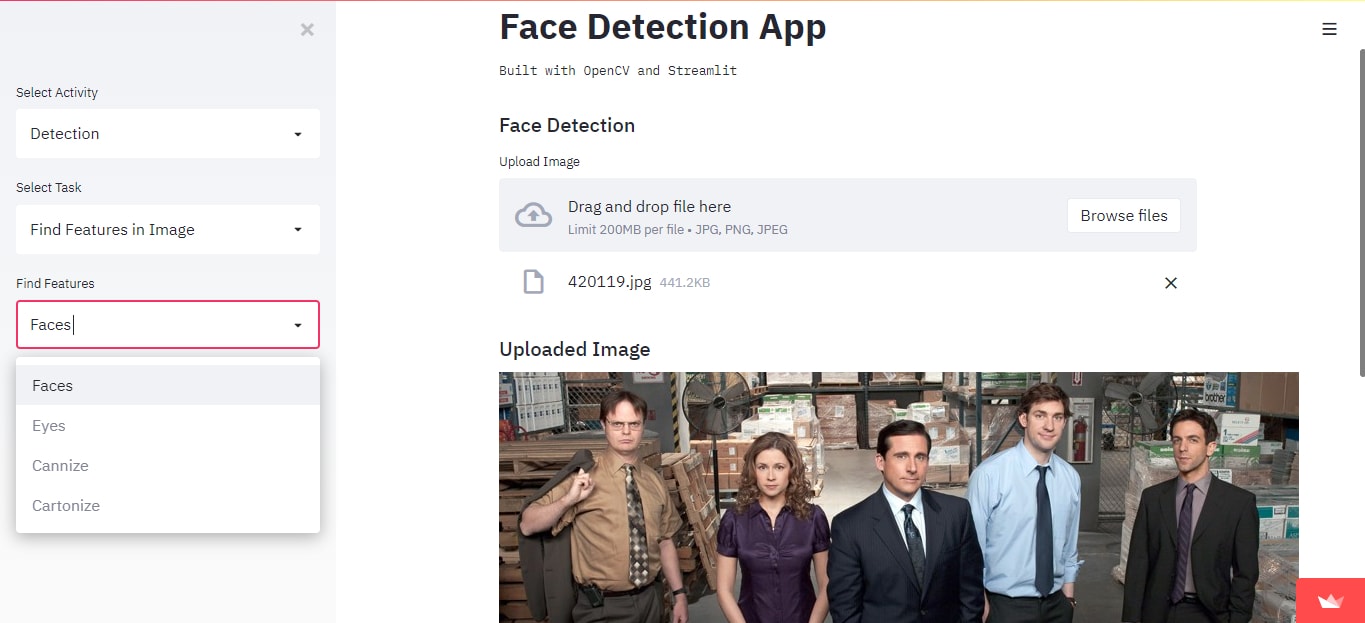 Select Activity
Detection
Select Task
Find Features in Image
Find Features
Faces
Faces
Eyes
Cannize
Cartonize
Face Detection App
Built with OpenCV and Streamlit
Face Detection
Upload Image
Drag and drop file here
Limit 200MB per file • JPG, PNG, JPEG
Browse files
420119.jpg 441.2KB
Uploaded Image
brother